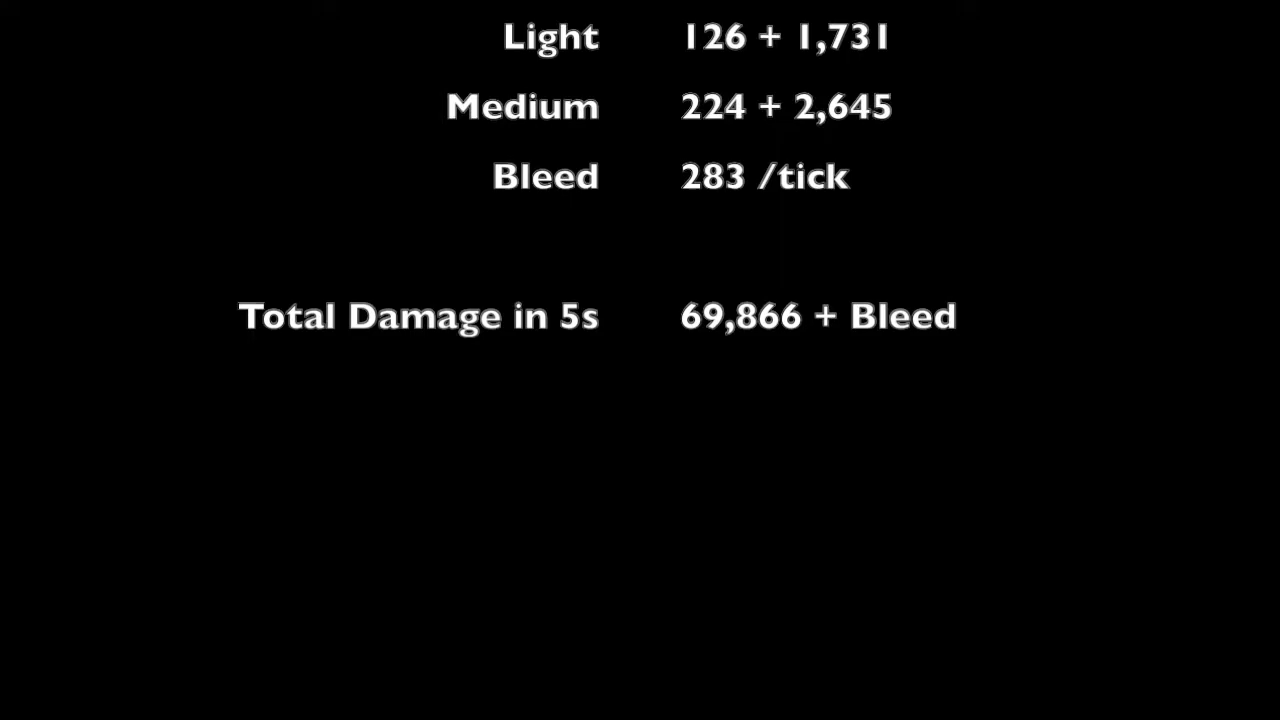 Light 126 + 1,731
Medium 224 + 2,645
Bleed 283 /tick
Total Damage in 5s 69,866 + Bleed